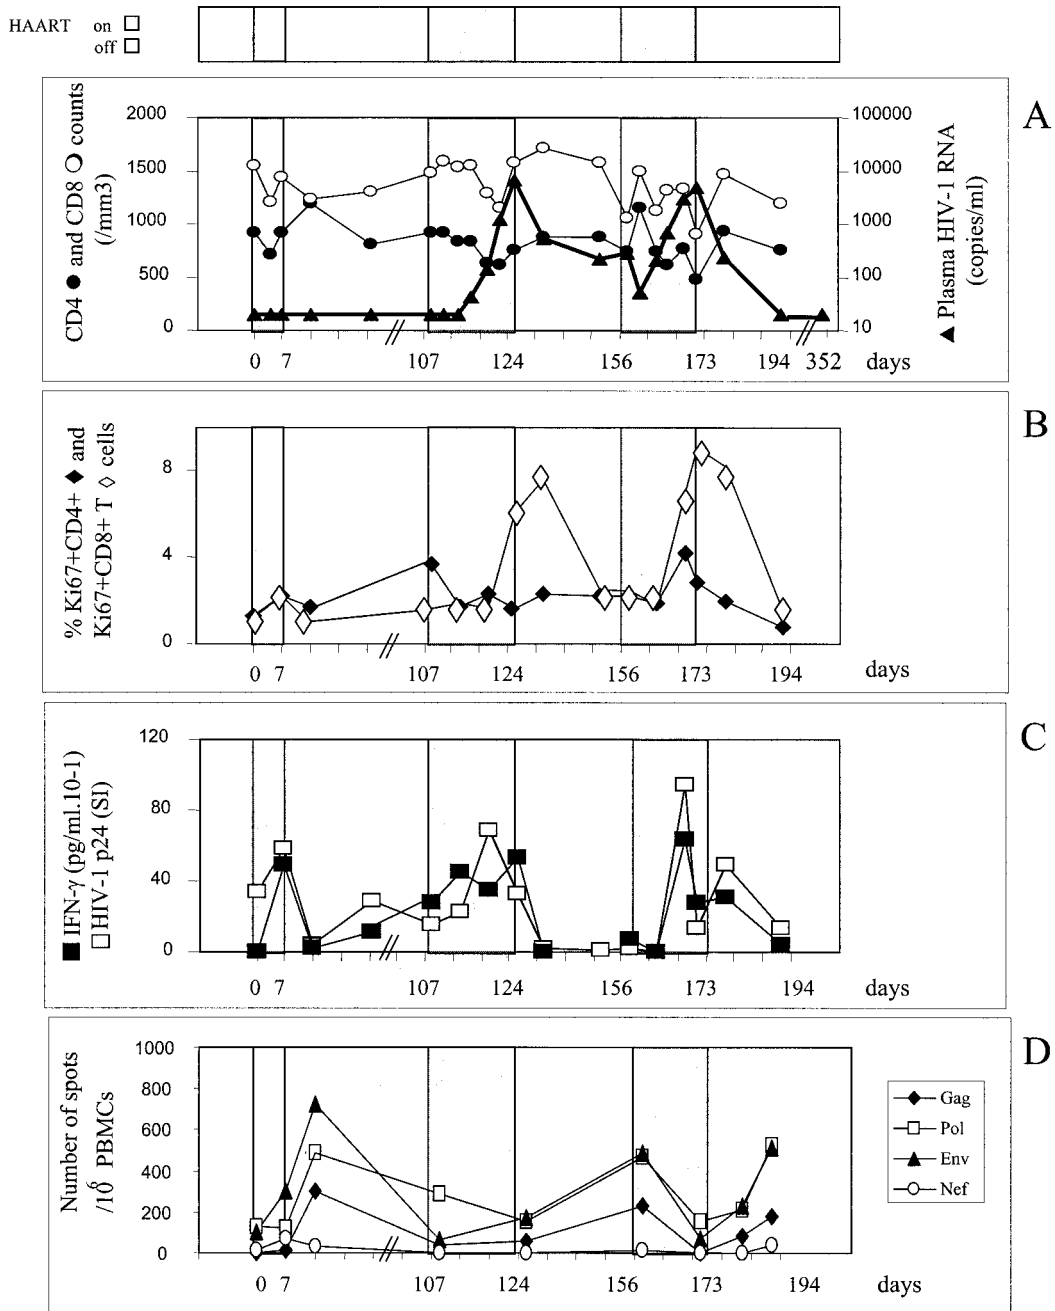 HAART on □
off □
A
CD4 ● and CD8 ○ counts
(/mm3)
2000
1500
1000
500
0
100000
10000
1000
100
10
▲ Plasma HIV-1 RNA
(copies/ml)
0 7 107 124 156 173 194 352 days
B
% Ki67+CD4+ ◆ and
Ki67+CD8+ T ◇ cells
8
4
0
0 7 107 124 156 173 194 days
C
■ IFN-γ (pg/ml.10-1)
□ HIV-1 p24 (SI)
120
80
40
0
0 7 107 124 156 173 194 days
D
Number of spots
/10⁶ PBMCs
1000
800
600
400
200
0
0 7 107 124 156 173 194 days
Gag
Pol
Env
Nef